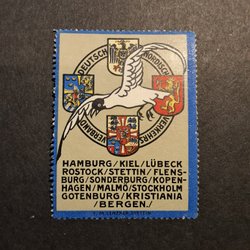 DEUTSCH NORDISCHER
VERKEHRS
VERBAND
HAMBURG/KIEL/LÜBECK
ROSTOCK/STETTIN/FLENS-
BURG/SONDERBURG/KOPEN-
HAGEN/MALMÖ/STOCKHOLM
GOTENBURG/KRISTIANIA
/BERGEN./